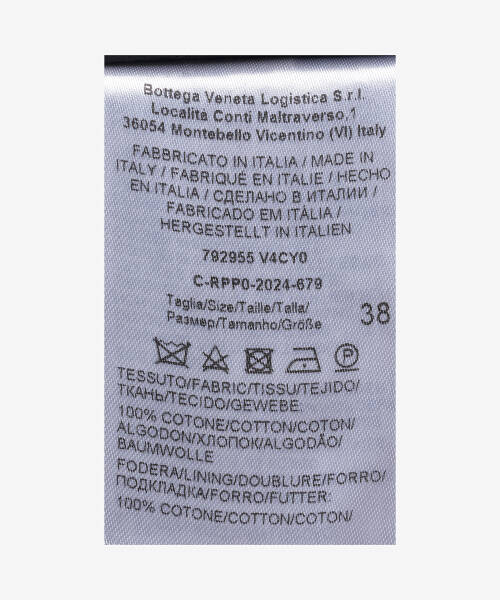 Bottega Veneta Logistica S.r.l.
Località Conti Maltraverso,1
36054 Montebello Vicentino (VI) Italy
FABBRICATO IN ITALIA / MADE IN
ITALY / FABRIQUÉ EN ITALIE / HECHO
EN ITALIA / СДЕЛАНО В ИТАЛИИ /
FABRICADO EM ITÁLIA /
HERGESTELLT IN ITALIEN
792955 V4CY0
C-RPP0-2024-679
Taglia/Size/Taille/Talla/
Размер/Tamanho/Größe 38
TESSUTO/FABRIC/TISSU/TEJIDO/
ТКАНЬ/TECIDO/GEWEBE:
100% COTONE/COTTON/COTON/
ALGODON/ХЛОПОК/ALGODÃO/
BAUMWOLLE
FODERA/LINING/DOUBLURE/FORRO/
ПОДКЛАДКА/FORRO/FUTTER:
100% COTONE/COTTON/COTON/